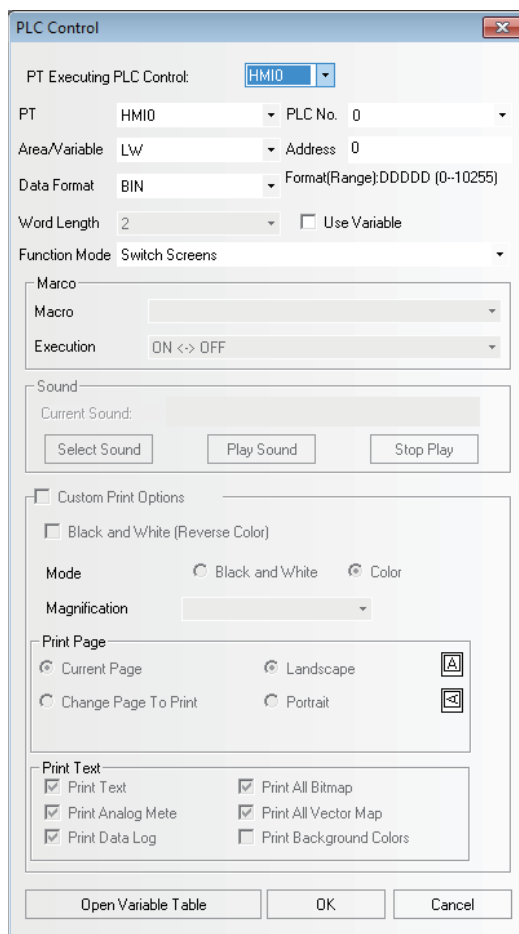 PLC Control
PT Executing PLC Control: HMI0
PT HMI0 PLC No. 0
Area/Variable LW Address 0
Data Format BIN Format(Range):DDDDD (0--10255)
Word Length 2 Use Variable
Function Mode Switch Screens
Marco
Macro
Execution ON <-> OFF
Sound
Current Sound:
Select Sound Play Sound Stop Play
Custom Print Options
Black and White (Reverse Color)
Mode Black and White Color
Magnification
Print Page
Current Page Landscape A
Change Page To Print Portrait A
Print Text
Print Text Print All Bitmap
Print Analog Mete Print All Vector Map
Print Data Log Print Background Colors
Open Variable Table OK Cancel